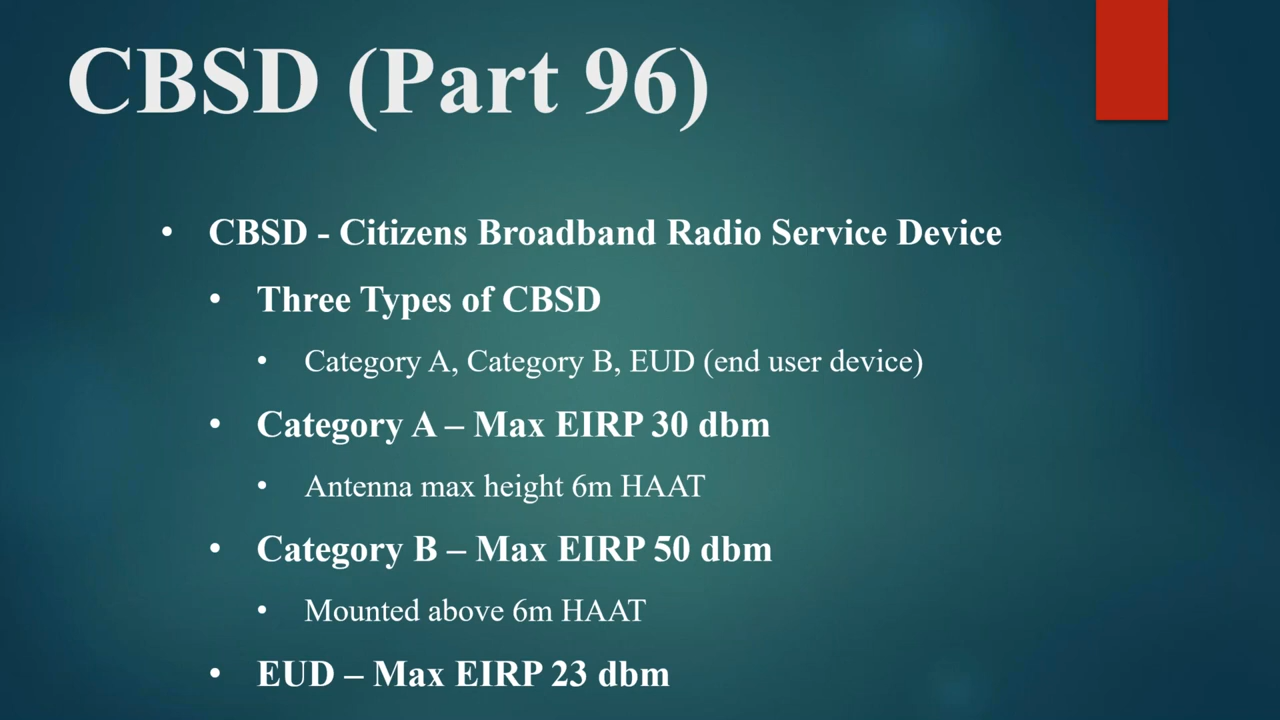 CBSD (Part 96)
• CBSD - Citizens Broadband Radio Service Device
• Three Types of CBSD
• Category A, Category B, EUD (end user device)
• Category A – Max EIRP 30 dbm
• Antenna max height 6m HAAT
• Category B – Max EIRP 50 dbm
• Mounted above 6m HAAT
• EUD – Max EIRP 23 dbm